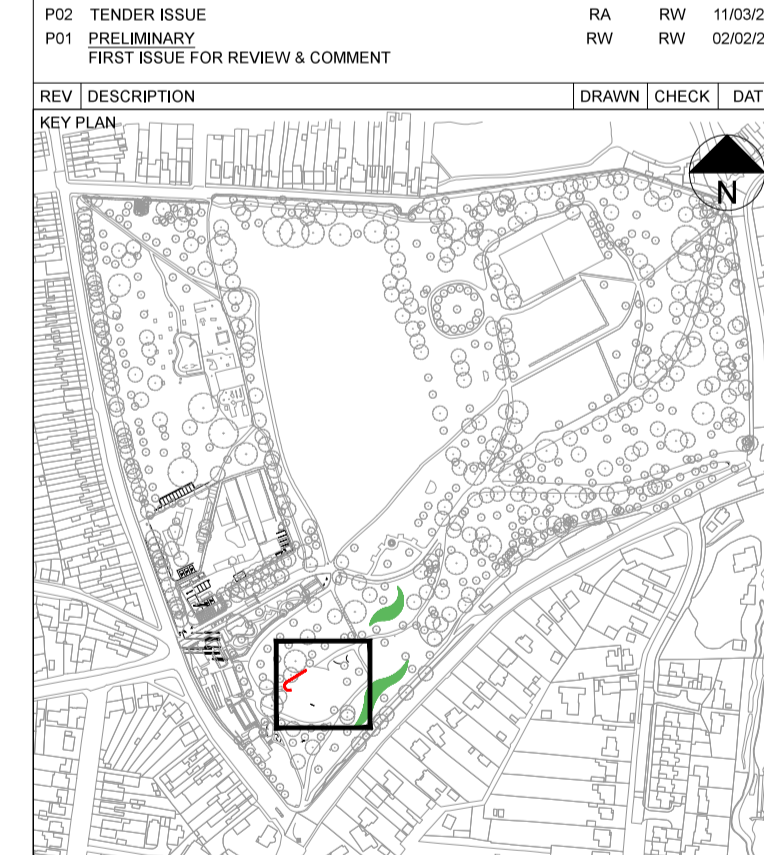 P02 TENDER ISSUE RA RW 11/03/2
P01 PRELIMINARY RW RW 02/02/2
FIRST ISSUE FOR REVIEW & COMMENT
REV DESCRIPTION DRAWN CHECK DAT
KEY PLAN
N